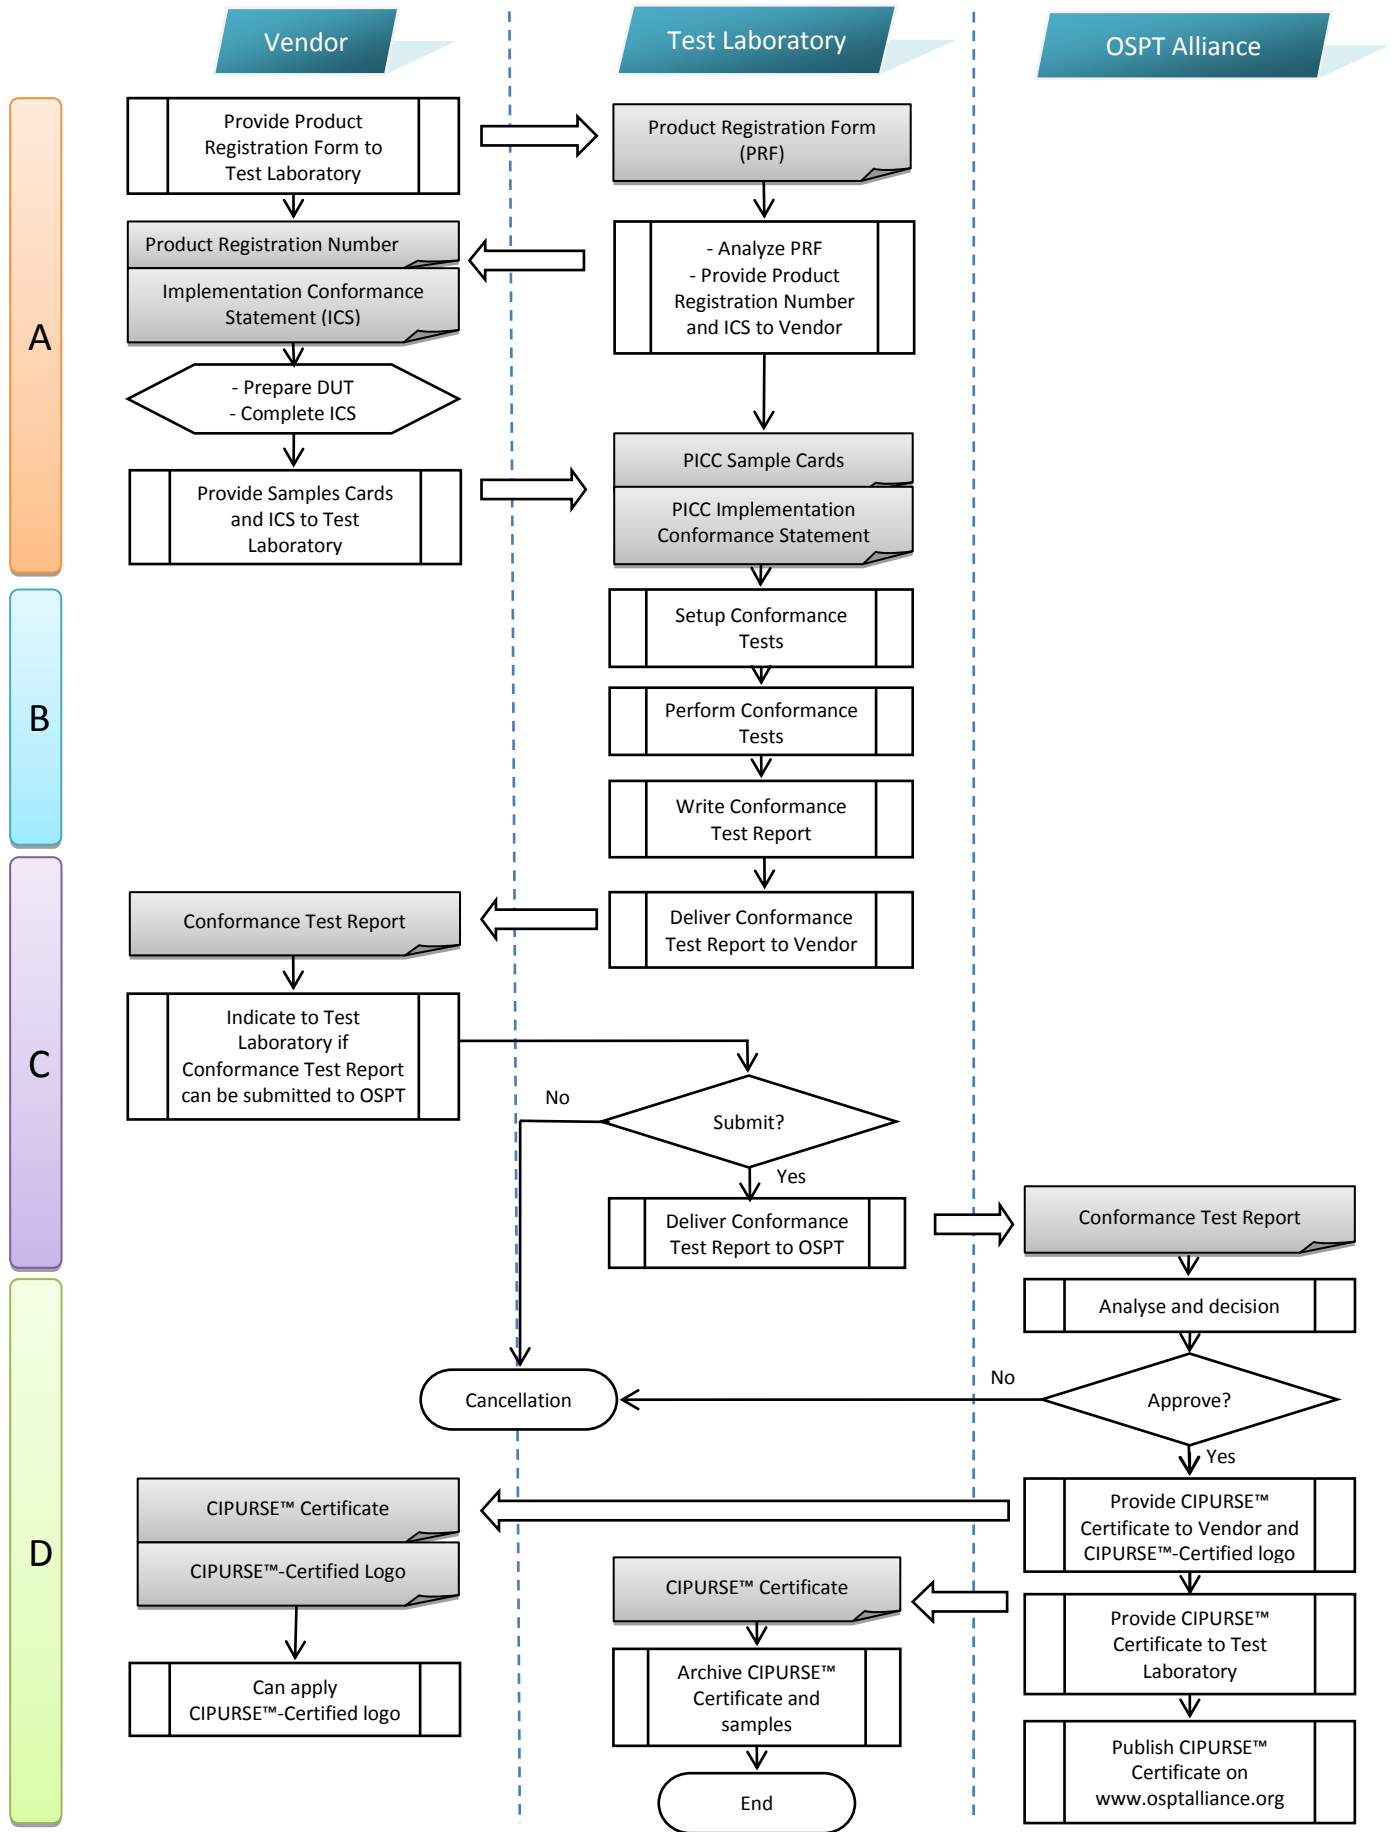 Vendor
Test Laboratory
OSPT Alliance
A
Provide Product
Registration Form to
Test Laboratory
Product Registration Form
(PRF)
Product Registration Number
Implementation Conformance
Statement (ICS)
- Analyze PRF
- Provide Product
Registration Number
and ICS to Vendor
- Prepare DUT
- Complete ICS
Provide Samples Cards
and ICS to Test
Laboratory
PICC Sample Cards
PICC Implementation
Conformance Statement
B
Setup Conformance
Tests
Perform Conformance
Tests
Write Conformance
Test Report
C
Deliver Conformance
Test Report to Vendor
Conformance Test Report
Indicate to Test
Laboratory if
Conformance Test Report
can be submitted to OSPT
No
Submit?
Yes
Deliver Conformance
Test Report to OSPT
Conformance Test Report
D
Analyse and decision
No
Approve?
Cancellation
Yes
Provide CIPURSE™
Certificate to Vendor and
CIPURSE™-Certified logo
CIPURSE™ Certificate
CIPURSE™-Certified Logo
CIPURSE™ Certificate
Provide CIPURSE™
Certificate to Test
Laboratory
Can apply
CIPURSE™-Certified logo
Archive CIPURSE™
Certificate and
samples
Publish CIPURSE™
Certificate on
www.osptalliance.org
End